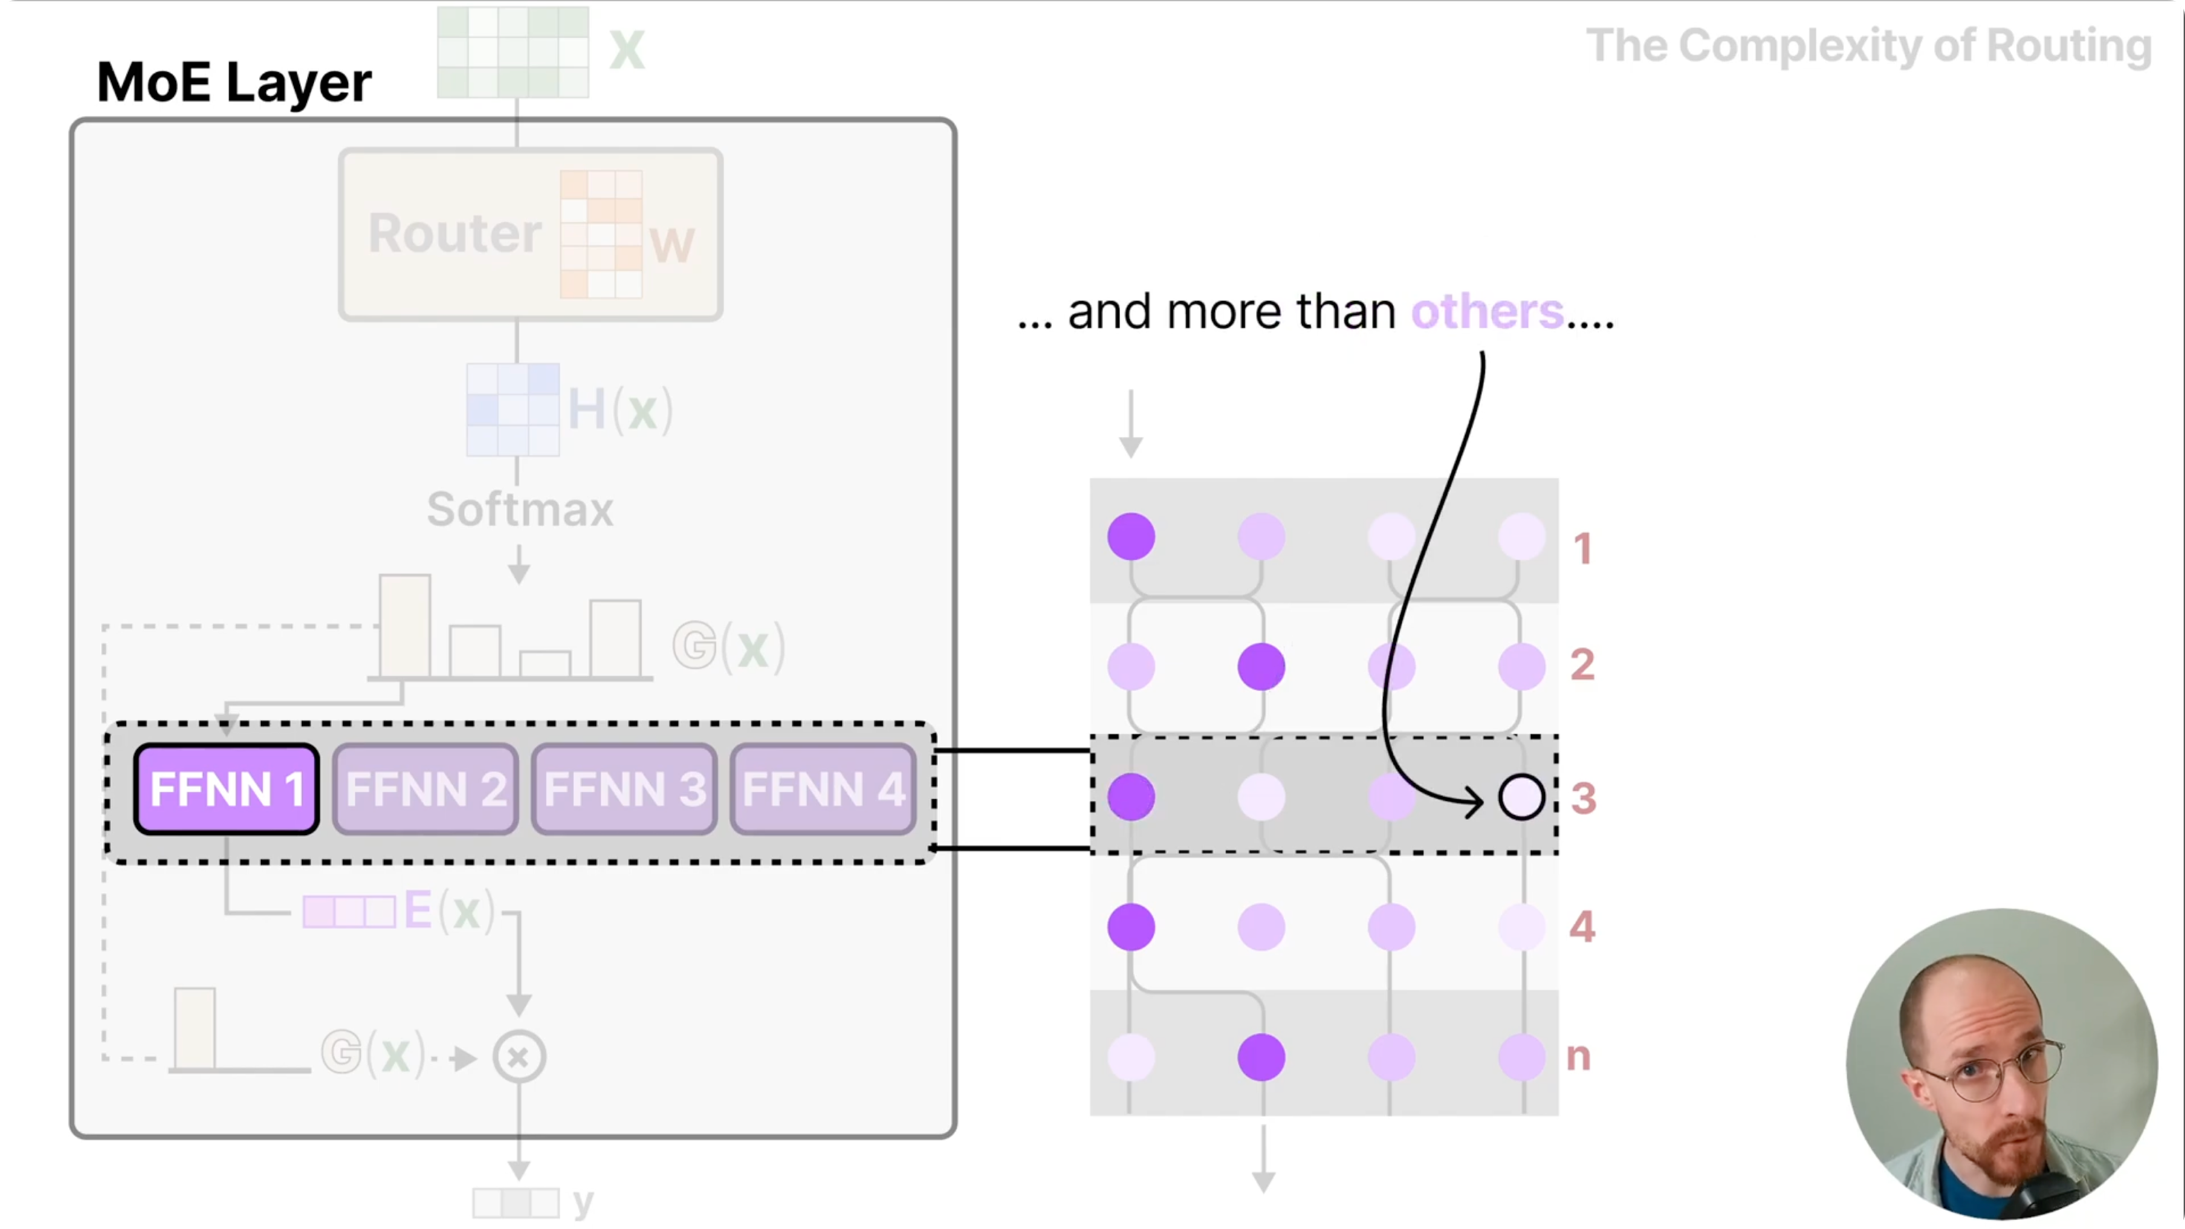 The Complexity of Routing
X
MoE Layer
Router
W
H(x)
Softmax
G(x)
FFNN 1
FFNN 2
FFNN 3
FFNN 4
E(x)
G(x)
y
... and more than others....
1
2
3
4
n